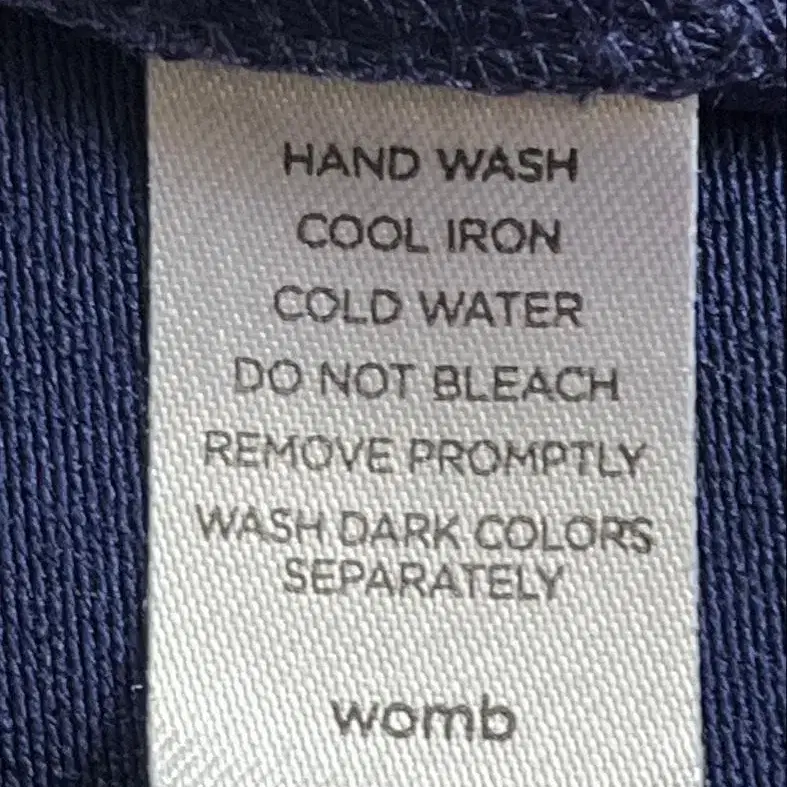 HAND WASH
COOL IRON
COLD WATER
DO NOT BLEACH
REMOVE PROMPTLY
WASH DARK COLORS
SEPARATELY
womb